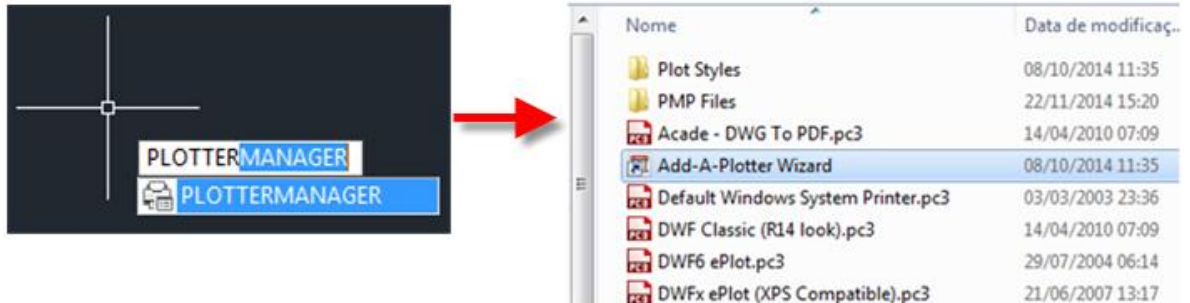 PLOTTERMANAGER
PLOTTERMANAGER
Nome Data de modificaç..
Plot Styles 08/10/2014 11:35
PMP Files 22/11/2014 15:20
Acade - DWG To PDF.pc3 14/04/2010 07:09
Add-A-Plotter Wizard 08/10/2014 11:35
Default Windows System Printer.pc3 03/03/2003 23:36
DWF Classic (R14 look).pc3 14/04/2010 07:09
DWF6 ePlot.pc3 29/07/2004 06:14
DWFx ePlot (XPS Compatible).pc3 21/06/2007 13:17